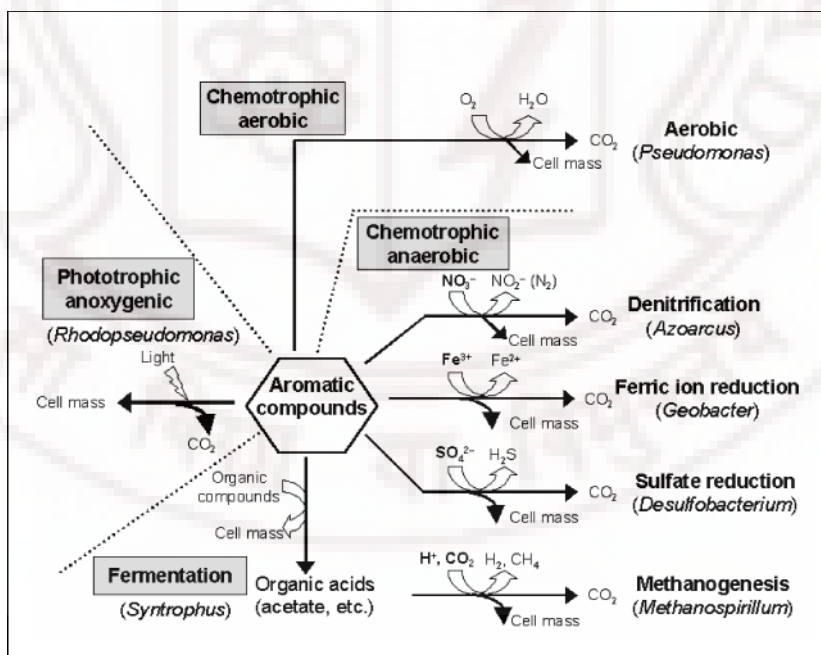 Chemotrophic
aerobic
O₂
H₂O
Cell mass
CO₂
Aerobic
(Pseudomonas)
Chemotrophic
anaerobic
Phototrophic
anoxygenic
(Rhodopseudomonas)
Light
Cell mass
CO₂
Aromatic
compounds
NO₃⁻
NO₂⁻ (N₂)
Cell mass
CO₂
Denitrification
(Azoarcus)
Fe³⁺
Fe²⁺
Cell mass
CO₂
Ferric ion reduction
(Geobacter)
SO₄²⁻
H₂S
Cell mass
CO₂
Sulfate reduction
(Desulfobacterium)
Organic
compounds
Cell mass
Fermentation
(Syntrophus)
Organic acids
(acetate, etc.)
H⁺, CO₂
H₂, CH₄
Cell mass
CO₂
Methanogenesis
(Methanospirillum)